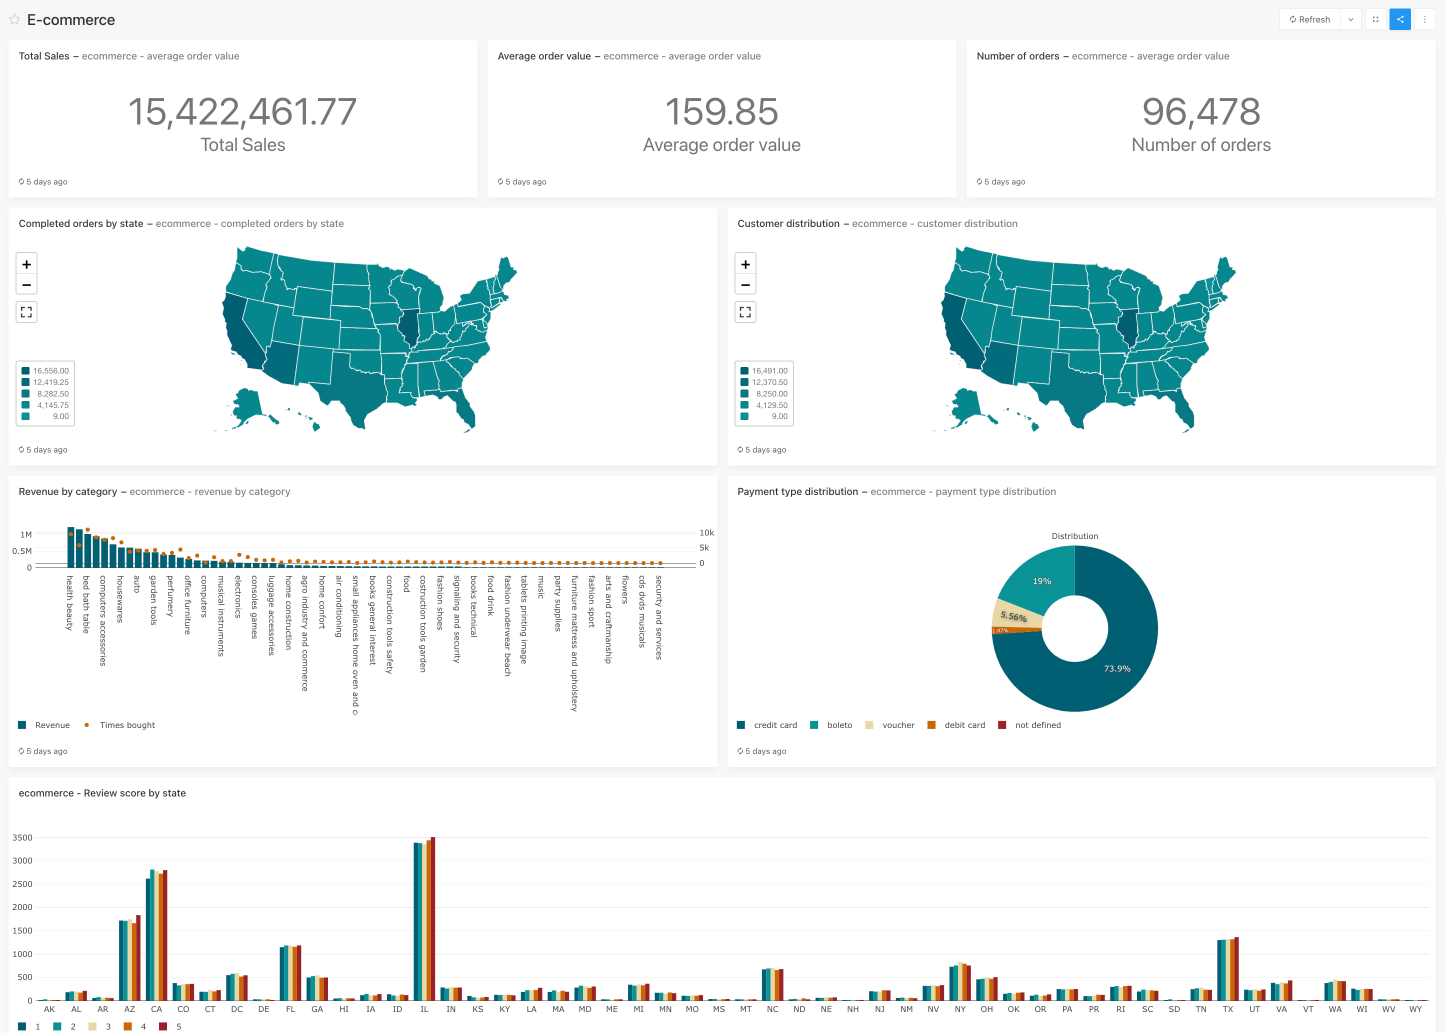 E-commerce
Refresh
Total Sales – ecommerce - average order value
15,422,461.77
Total Sales
5 days ago
Average order value – ecommerce - average order value
159.85
Average order value
5 days ago
Number of orders – ecommerce - average order value
96,478
Number of orders
5 days ago
Completed orders by state – ecommerce - completed orders by state
+
−
16,556.00
12,419.25
8,282.50
4,145.75
9.00
5 days ago
Customer distribution – ecommerce - customer distribution
+
−
16,491.00
12,370.50
8,250.00
4,129.50
9.00
5 days ago
Revenue by category – ecommerce - revenue by category
1M
0.5M
0
10k
5k
0
health beauty
bed bath table
computers accessories
housewares
auto
garden tools
perfumery
office furniture
computers
musical instruments
electronics
consoles games
luggage accessories
home construction
agro industry and commerce
home comfort
air conditioning
small appliances home oven and c
books general interest
construction tools safety
food
costruction tools garden
fashion shoes
signaling and security
books technical
food drink
fashion underwear beach
tablets printing image
music
party supplies
furniture mattress and upholstery
fashion sport
arts and craftmanship
flowers
cds dvds musicals
security and services
Revenue
Times bought
5 days ago
Payment type distribution – ecommerce - payment type distribution
Distribution
19%
5.56%
1.47%
73.9%
credit card
boleto
voucher
debit card
not defined
5 days ago
ecommerce - Review score by state
3500
3000
2500
2000
1500
1000
500
0
AK AL AR AZ CA CO CT DC DE FL GA HI IA ID IL IN KS KY LA MA MD ME MI MN MO MS MT NC ND NE NH NJ NM NV NY OH OK OR PA PR RI SC SD TN TX UT VA VT WA WI WV WY
1 2 3 4 5